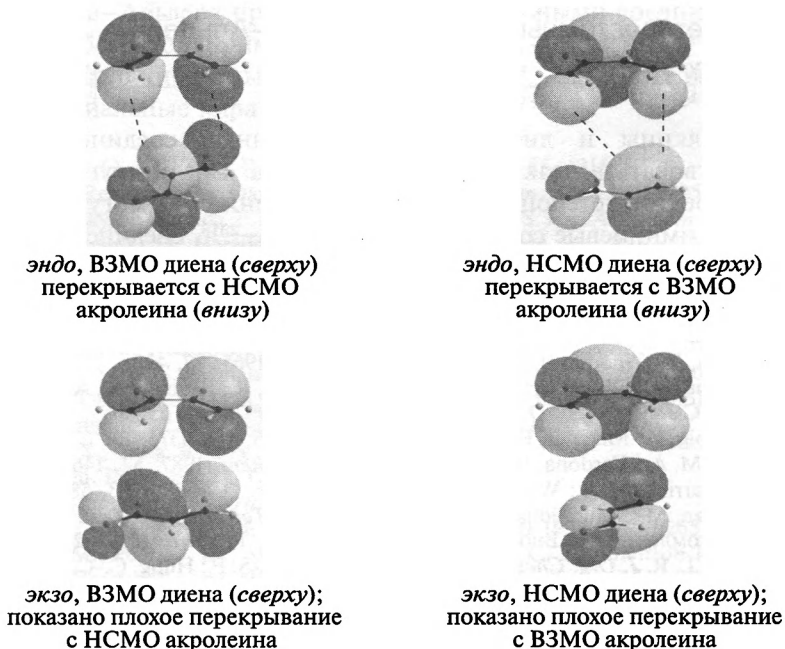 эндо, ВЗМО диена (сверху)
перекрывается с НСМО
акролеина (внизу)
эндо, НСМО диена (сверху)
перекрывается с ВЗМО
акролеина (внизу)
экзо, ВЗМО диена (сверху);
показано плохое перекрывание
с НСМО акролеина
экзо, НСМО диена (сверху);
показано плохое перекрывание
с ВЗМО акролеина